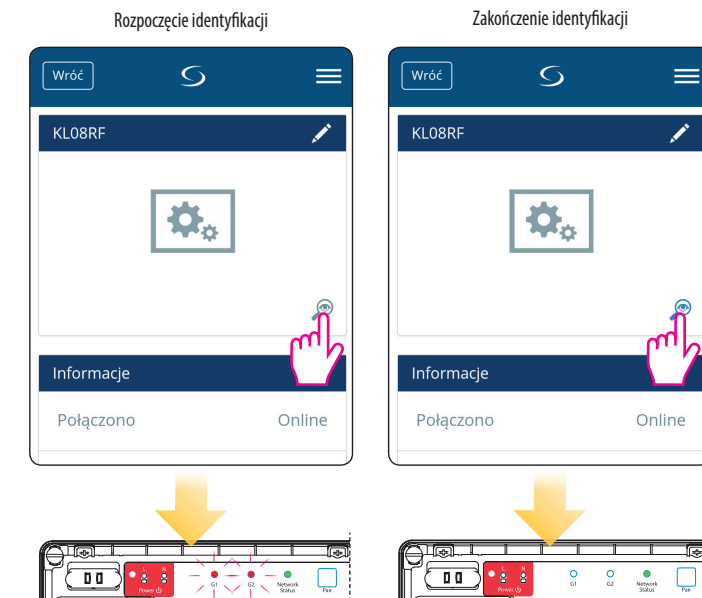 Rozpoczęcie identyfikacji
Wróć
KL08RF
Informacje
Połączono Online
L N
Power
G1 G2 Network Status Pair
Zakończenie identyfikacji
Wróć
KL08RF
Informacje
Połączono Online
L N
Power
G1 G2 Network Status Pair